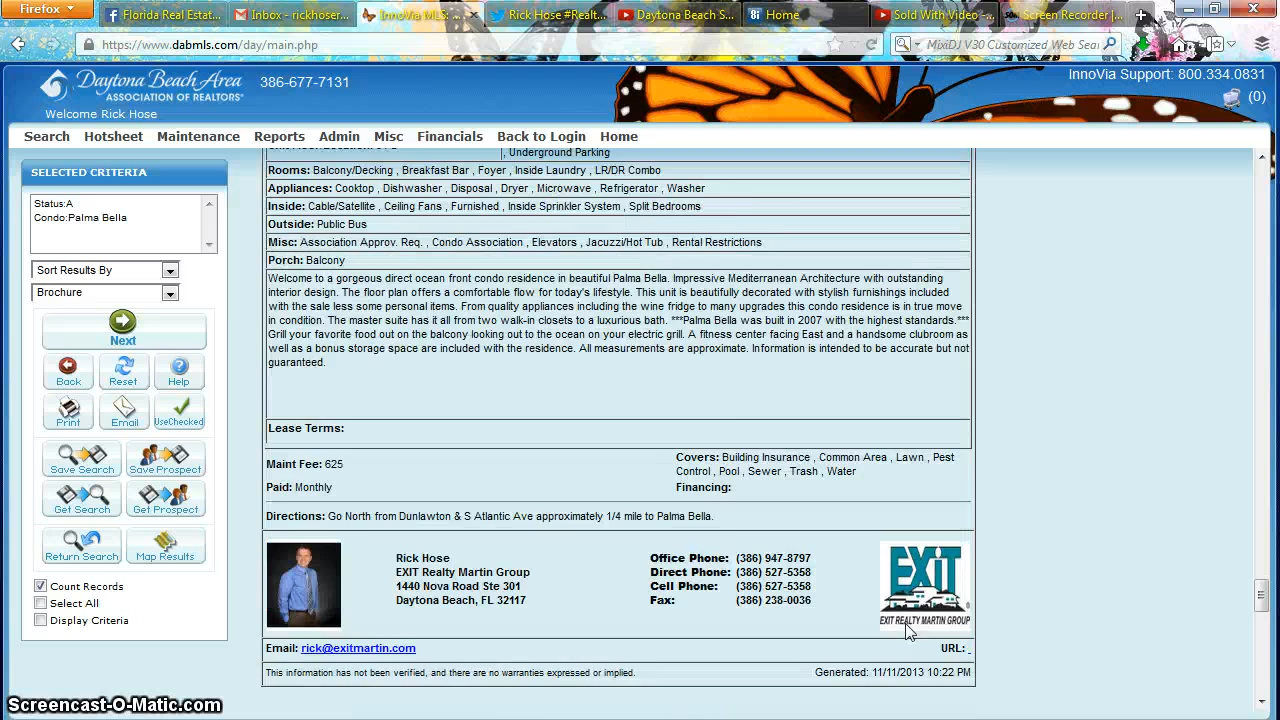 Firefox
Florida Real Estat...
Inbox - rickhoser...
InnoVia MLS:
Rick Hose #Realt...
Daytona Beach S...
8i Home
Sold With Video -...
Screen Recorder |...
https://www.dabmls.com/day/main.php
MixiDJ V30 Customized Web Sear
Daytona Beach Area
ASSOCIATION OF REALTORS®
386-677-7131
InnoVia Support: 800.334.0831
(0)
Welcome Rick Hose
Search Hotsheet Maintenance Reports Admin Misc Financials Back to Login Home
SELECTED CRITERIA
Status:A
Condo:Palma Bella
Sort Results By
Brochure
Next
Back Reset Help
Print Email UseChecked
Save Search Save Prospect
Get Search Get Prospect
Return Search Map Results
Count Records
Select All
Display Criteria
, Underground Parking
Rooms: Balcony/Decking , Breakfast Bar , Foyer , Inside Laundry , LR/DR Combo
Appliances: Cooktop , Dishwasher , Disposal , Dryer , Microwave , Refrigerator , Washer
Inside: Cable/Satellite , Ceiling Fans , Furnished , Inside Sprinkler System , Split Bedrooms
Outside: Public Bus
Misc: Association Approv. Req. , Condo Association , Elevators , Jacuzzi/Hot Tub , Rental Restrictions
Porch: Balcony
Welcome to a gorgeous direct ocean front condo residence in beautiful Palma Bella. Impressive Mediterranean Architecture with outstanding
interior design. The floor plan offers a comfortable flow for today's lifestyle. This unit is beautifully decorated with stylish furnishings included
with the sale less some personal items. From quality appliances including the wine fridge to many upgrades this condo residence is in true move
in condition. The master suite has it all from two walk-in closets to a luxurious bath. ***Palma Bella was built in 2007 with the highest standards.***
Grill your favorite food out on the balcony looking out to the ocean on your electric grill. A fitness center facing East and a handsome clubroom as
well as a bonus storage space are included with the residence. All measurements are approximate. Information is intended to be accurate but not
guaranteed.
Lease Terms:
Maint Fee: 625
Covers: Building Insurance , Common Area , Lawn , Pest
Control , Pool , Sewer , Trash , Water
Paid: Monthly
Financing:
Directions: Go North from Dunlawton & S Atlantic Ave approximately 1/4 mile to Palma Bella.
Rick Hose
EXIT Realty Martin Group
1440 Nova Road Ste 301
Daytona Beach, FL 32117
Office Phone: (386) 947-8797
Direct Phone: (386) 527-5358
Cell Phone: (386) 527-5358
Fax: (386) 238-0036
EXIT
EXIT REALTY MARTIN GROUP
Email: rick@exitmartin.com
URL:
This information has not been verified, and there are no warranties expressed or implied.
Generated: 11/11/2013 10:22 PM
Screencast-O-Matic.com